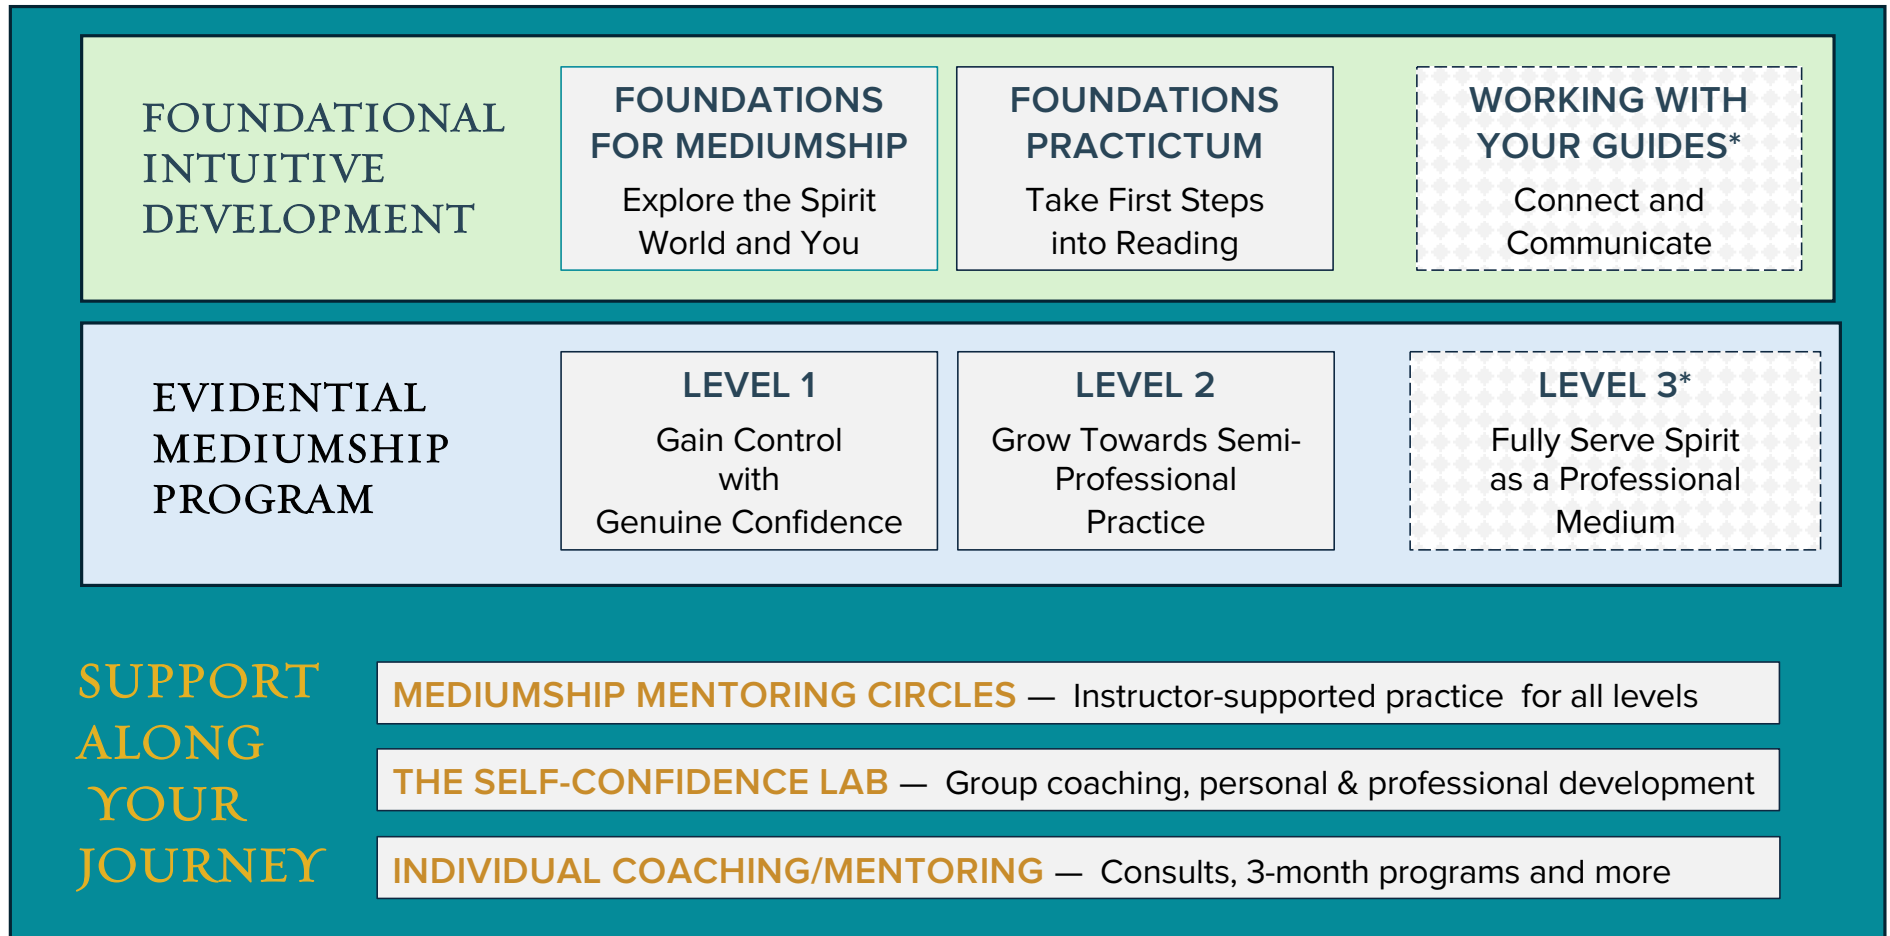 FOUNDATIONAL
INTUITIVE
DEVELOPMENT
FOUNDATIONS
FOR MEDIUMSHIP
Explore the Spirit
World and You
FOUNDATIONS
PRACTICTUM
Take First Steps
into Reading
WORKING WITH
YOUR GUIDES*
Connect and
Communicate
EVIDENTIAL
MEDIUMSHIP
PROGRAM
LEVEL 1
Gain Control
with
Genuine Confidence
LEVEL 2
Grow Towards Semi-
Professional
Practice
LEVEL 3*
Fully Serve Spirit
as a Professional
Medium
SUPPORT
ALONG
YOUR
JOURNEY
MEDIUMSHIP MENTORING CIRCLES — Instructor-supported practice for all levels
THE SELF-CONFIDENCE LAB — Group coaching, personal & professional development
INDIVIDUAL COACHING/MENTORING — Consults, 3-month programs and more